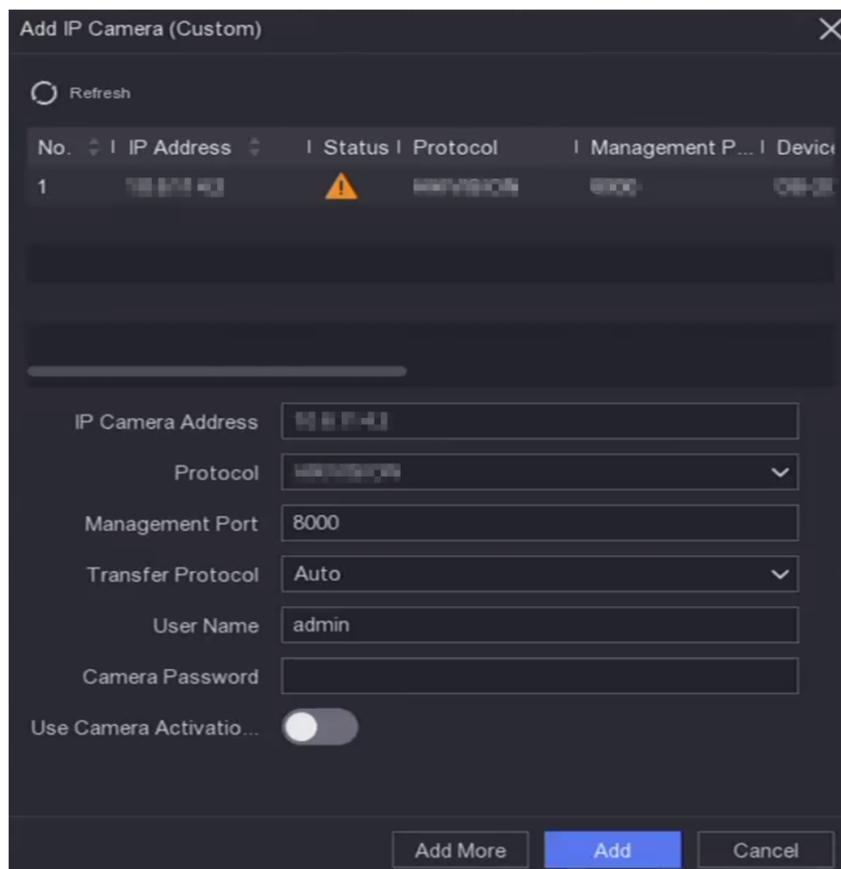 Add IP Camera (Custom)
Refresh
No. IP Address Status Protocol Management P... Device
1
IP Camera Address
Protocol
Management Port 8000
Transfer Protocol Auto
User Name admin
Camera Password
Use Camera Activatio...
Add More Add Cancel